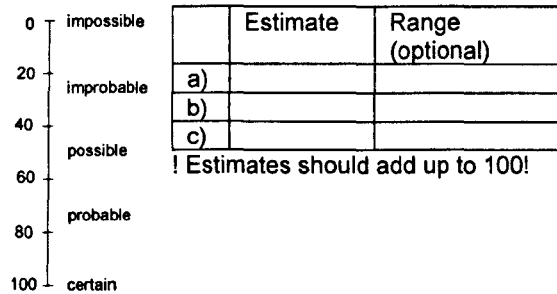 0 impossible
20
improbable
40
possible
60
probable
80
100 certain
Estimate Range
(optional)
a)
b)
c)
! Estimates should add up to 100!